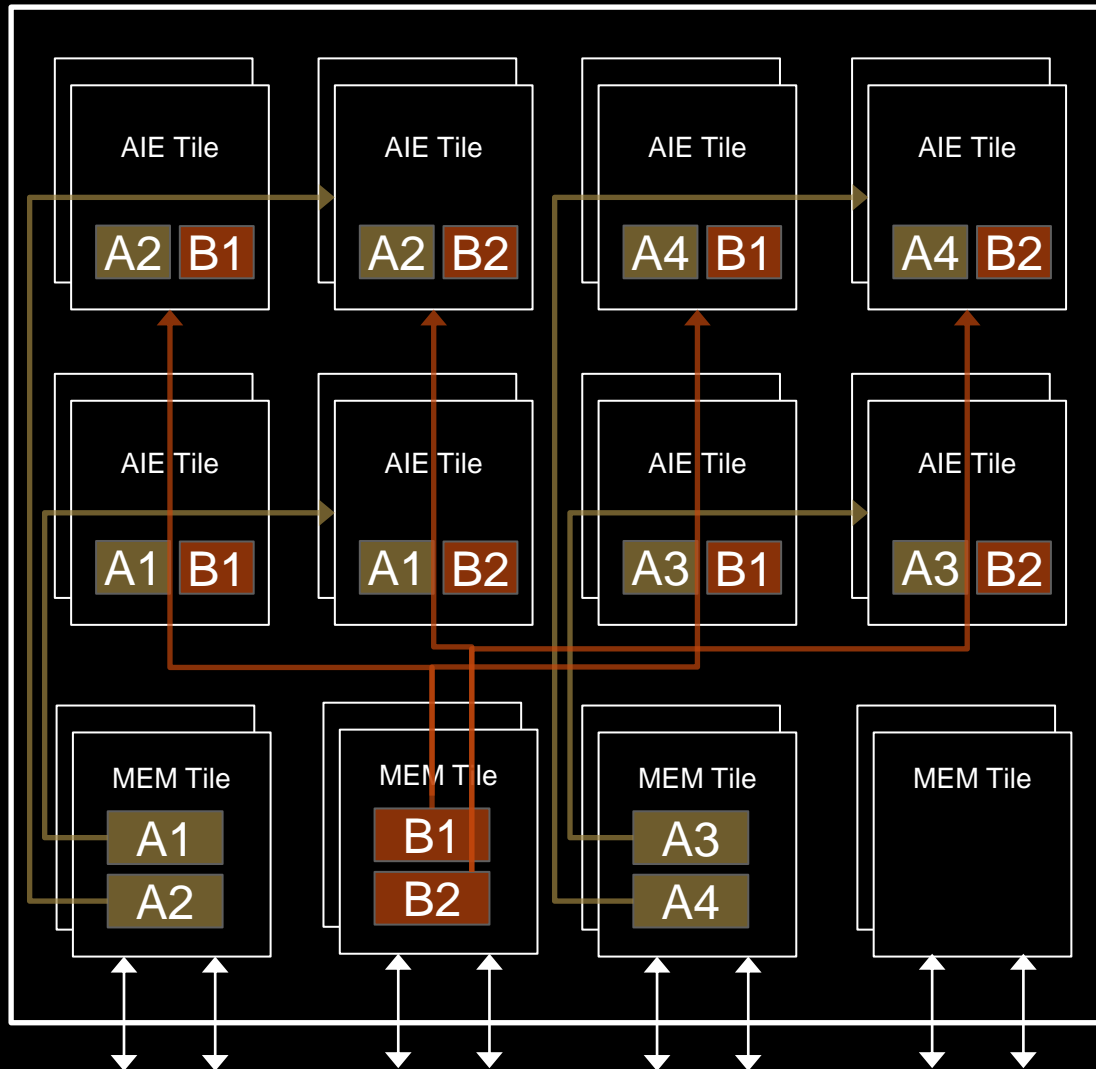 AIE Tile AIE Tile AIE Tile AIE Tile
A2 B1 A2 B2 A4 B1 A4 B2
AIE Tile AIE Tile AIE Tile AIE Tile
A1 B1 A1 B2 A3 B1 A3 B2
MEM Tile MEM Tile MEM Tile MEM Tile
A1 B1 A3
A2 B2 A4